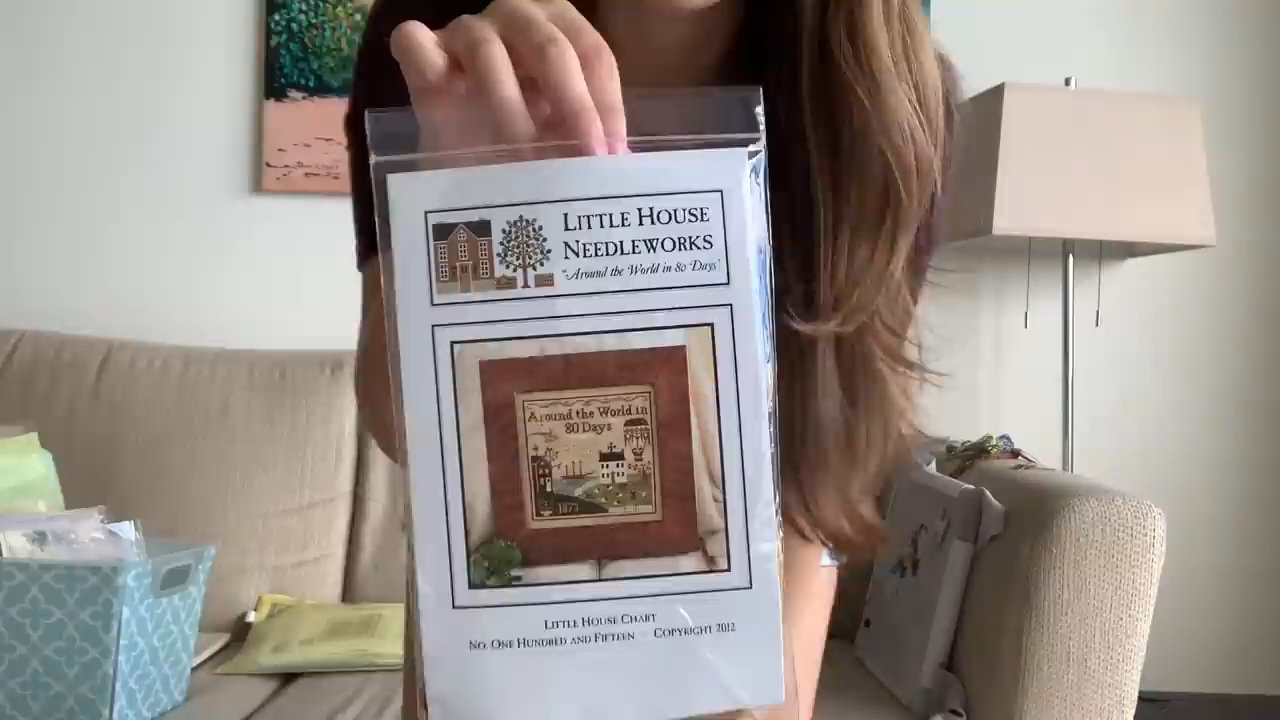 LITTLE HOUSE
NEEDLEWORKS
"Around the World in 80 Days'
Around the World in
80 Days
1873
LITTLE HOUSE CHART
NO. ONE HUNDRED AND FIFTEEN COPYRIGHT 2012